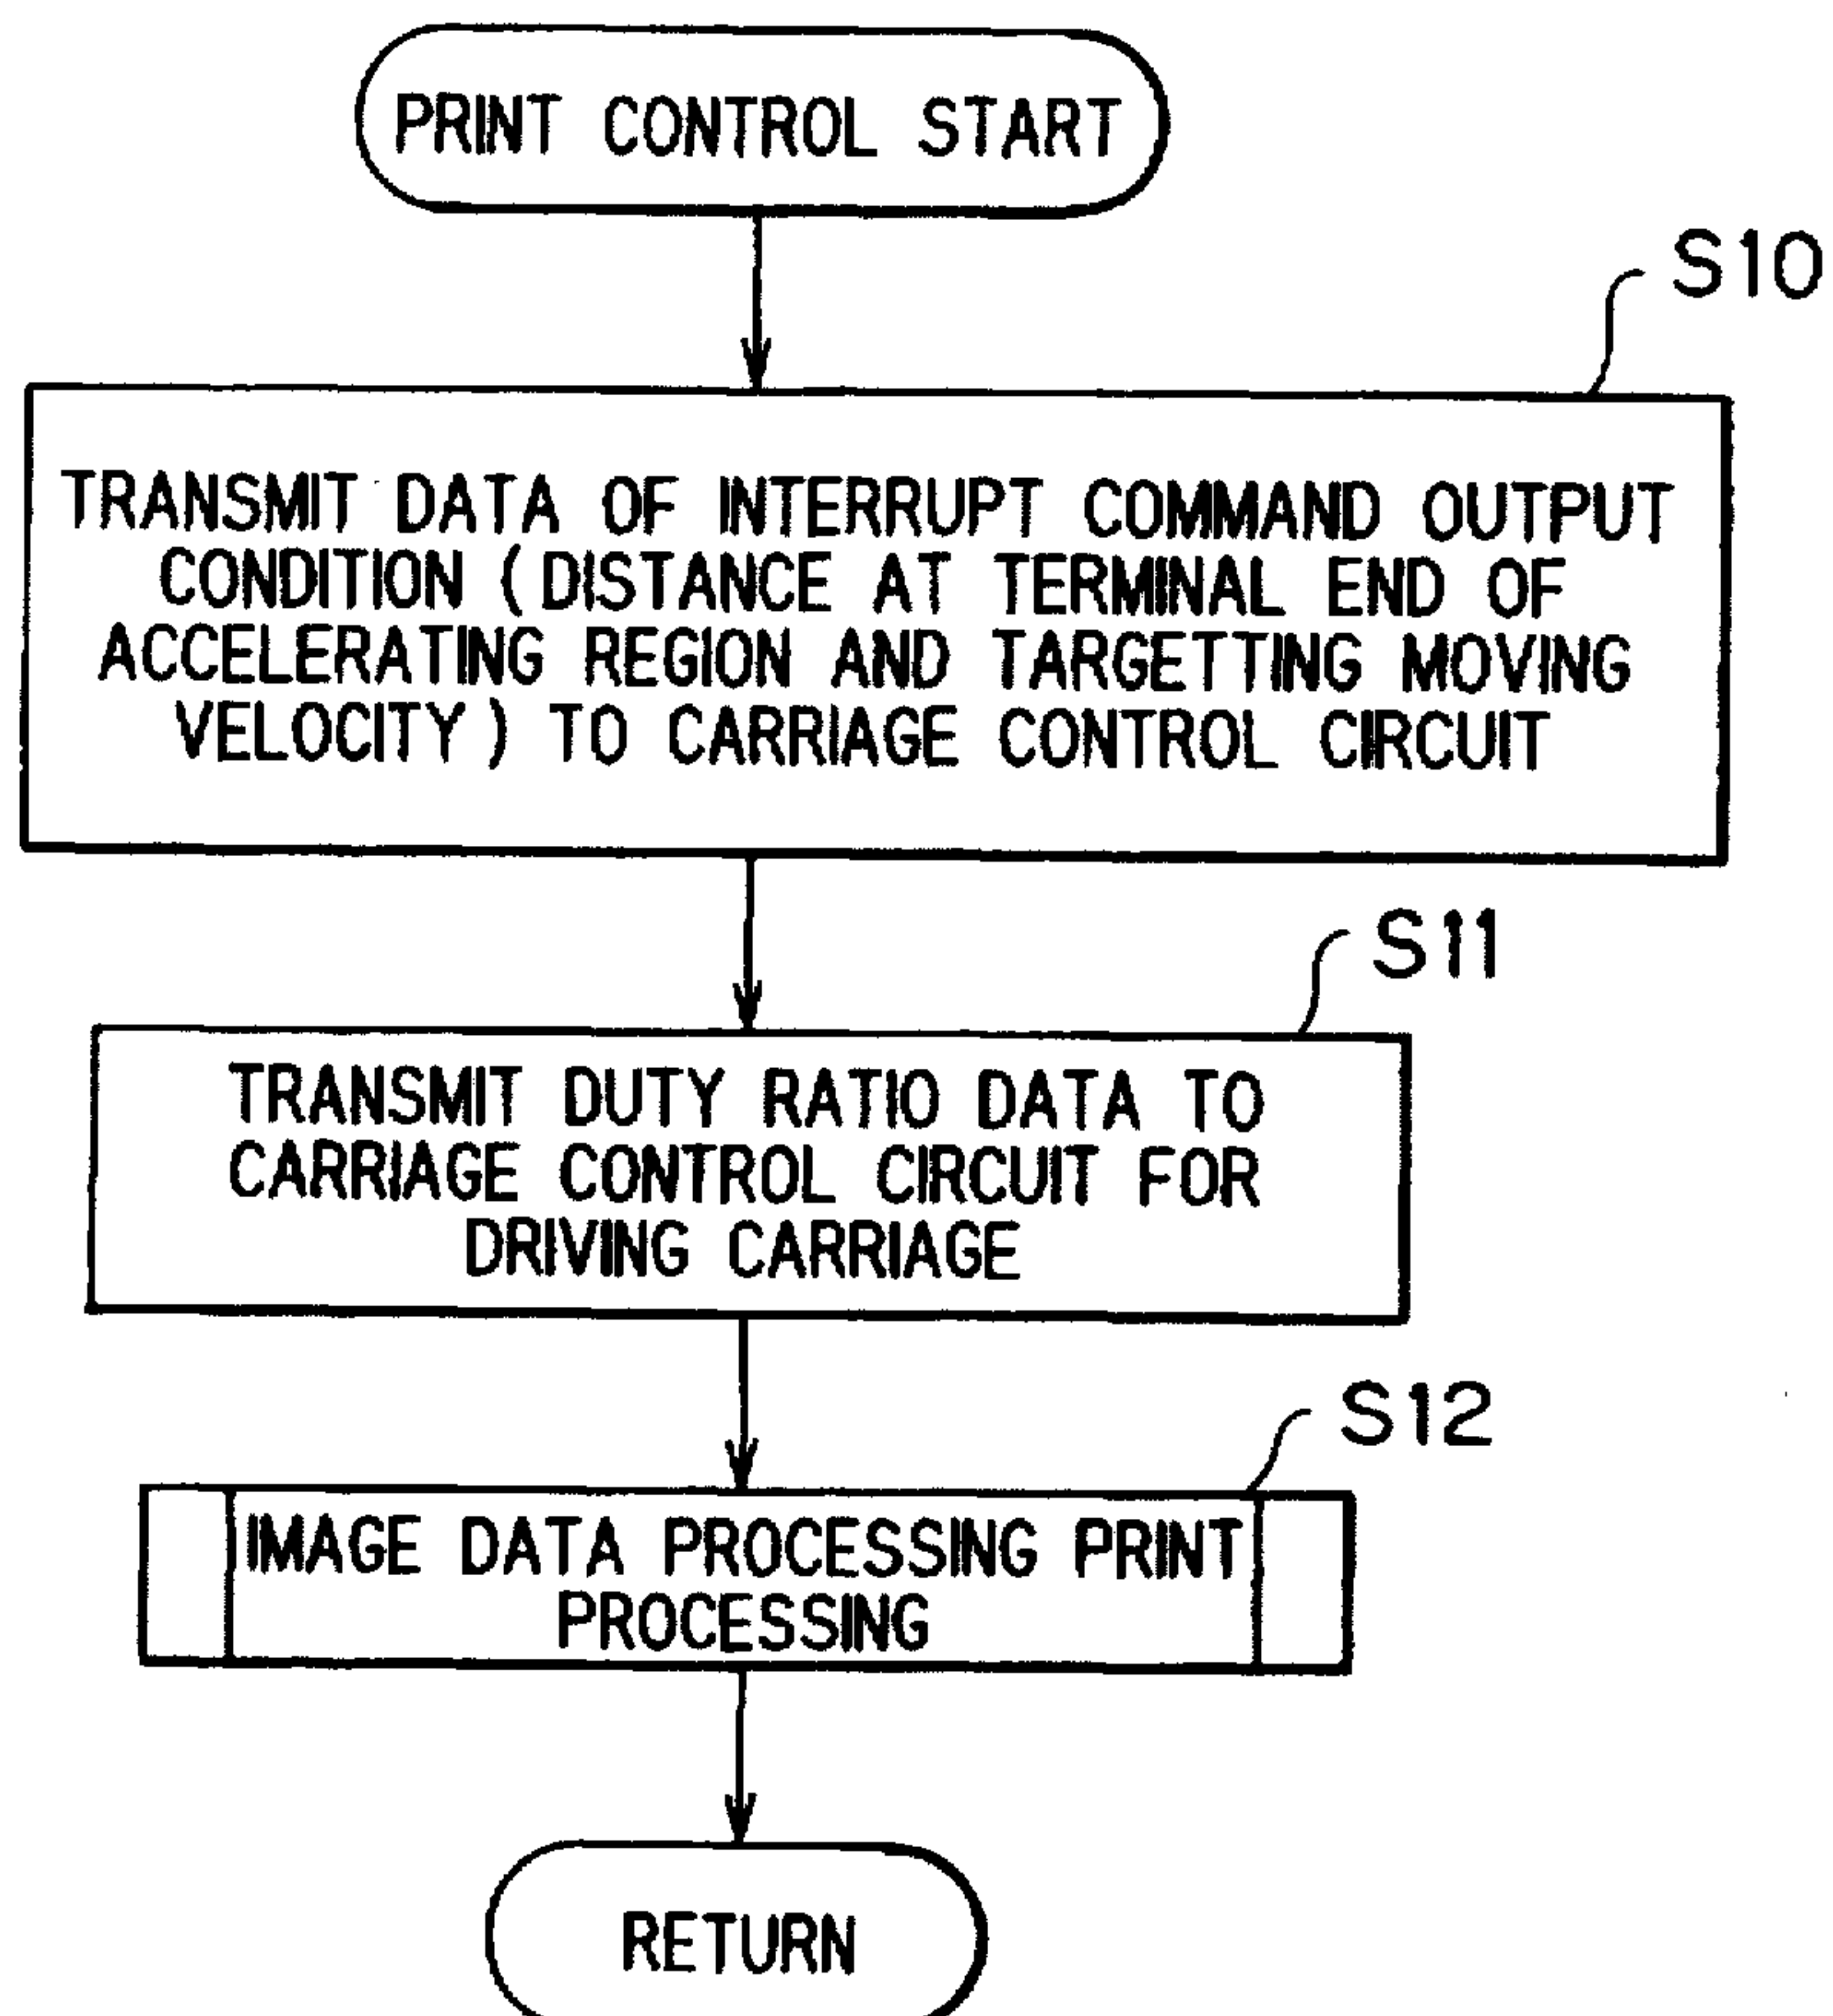 PRINT CONTROL START
S10
TRANSMIT DATA OF INTERRUPT COMMAND OUTPUT
CONDITION (DISTANCE AT TERMINAL END OF
ACCELERATING REGION AND TARGETTING MOVING
VELOCITY) TO CARRIAGE CONTROL CIRCUIT
S11
TRANSMIT DUTY RATIO DATA TO
CARRIAGE CONTROL CIRCUIT FOR
DRIVING CARRIAGE
S12
IMAGE DATA PROCESSING PRINT
PROCESSING
RETURN